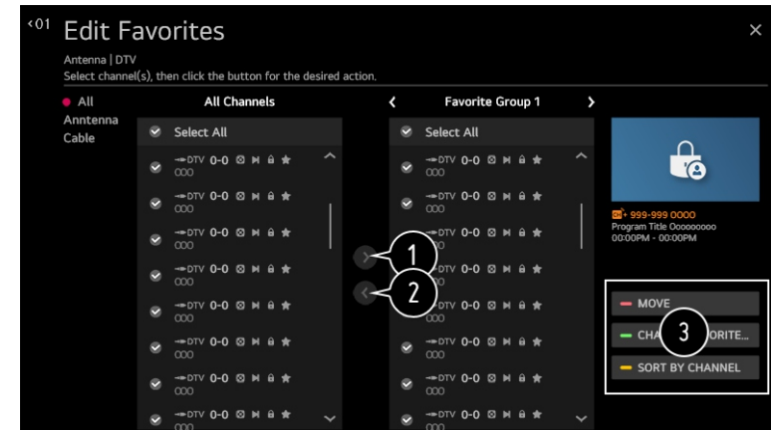 <01 Edit Favorites
Antenna | DTV
Select channel(s), then click the button for the desired action.
All
Anntenna
Cable
All Channels
Select All
DTV 0-0
000
DTV 0-0
000
DTV 0-0
000
DTV 0-0
000
DTV 0-0
000
DTV 0-0
000
DTV 0-0
000
DTV 0-0
000
1
2
Favorite Group 1
Select All
DTV 0-0
000
DTV 0-0
000
DTV 0-0
000
DTV 0-0
000
DTV 0-0
000
DTV 0-0
000
DTV 0-0
000
DTV 0-0
000
999-999 0000
Program Title Ooooooooo
00:00PM - 00:00PM
MOVE
3
SORT BY CHANNEL